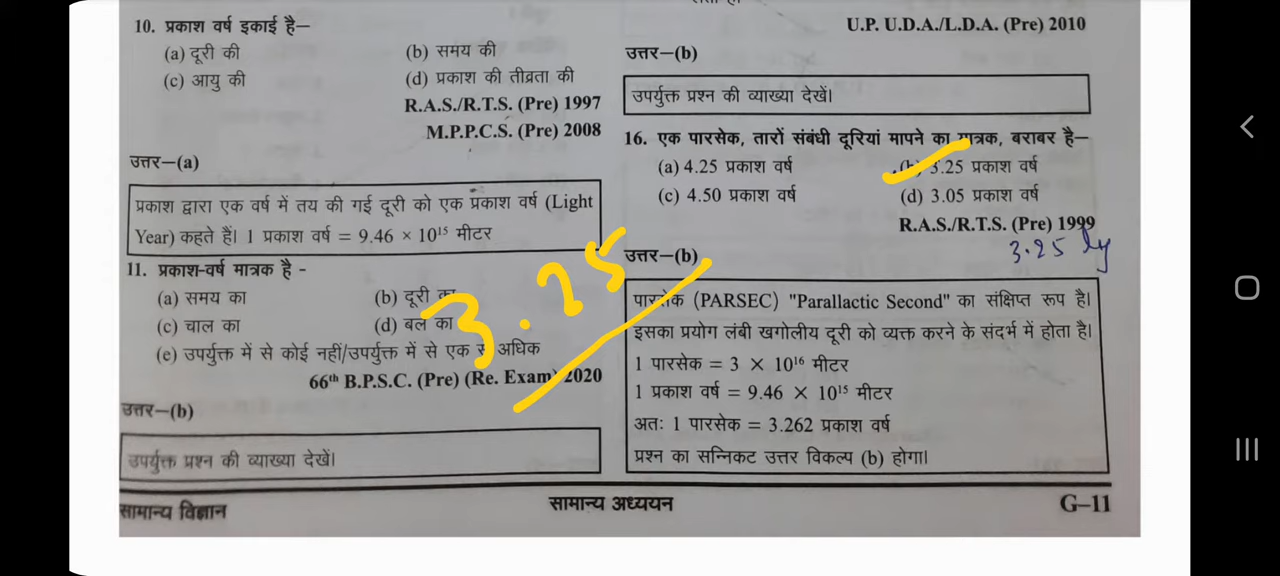 10. प्रकाश वर्ष इकाई है–
(a) दूरी की (b) समय की
(c) आयु की (d) प्रकाश की तीव्रता की
R.A.S./R.T.S. (Pre) 1997
M.P.P.C.S. (Pre) 2008
उत्तर–(a)
प्रकाश द्वारा एक वर्ष में तय की गई दूरी को एक प्रकाश वर्ष (Light
Year) कहते हैं। 1 प्रकाश वर्ष = 9.46 × 10¹⁵ मीटर
11. प्रकाश-वर्ष मात्रक है -
(a) समय का (b) दूरी का
(c) चाल का (d) बल का
(e) उपर्युक्त में से कोई नहीं/उपर्युक्त में से एक से अधिक
66th B.P.S.C. (Pre) (Re. Exam) 2020
उत्तर–(b)
उपर्युक्त प्रश्न की व्याख्या देखें।
3.25
U.P. U.D.A./L.D.A. (Pre) 2010
उत्तर–(b)
उपर्युक्त प्रश्न की व्याख्या देखें।
16. एक पारसेक, तारों संबंधी दूरियां मापने का मात्रक, बराबर है–
(a) 4.25 प्रकाश वर्ष (b) 3.25 प्रकाश वर्ष
(c) 4.50 प्रकाश वर्ष (d) 3.05 प्रकाश वर्ष
R.A.S./R.T.S. (Pre) 1999
3.25 ly
उत्तर–(b)
पारसेक (PARSEC) "Parallactic Second" का संक्षिप्त रूप है।
इसका प्रयोग लंबी खगोलीय दूरी को व्यक्त करने के संदर्भ में होता है।
1 पारसेक = 3 × 10¹⁶ मीटर
1 प्रकाश वर्ष = 9.46 × 10¹⁵ मीटर
अतः 1 पारसेक = 3.262 प्रकाश वर्ष
प्रश्न का सन्निकट उत्तर विकल्प (b) होगा।
सामान्य विज्ञान सामान्य अध्ययन G–11